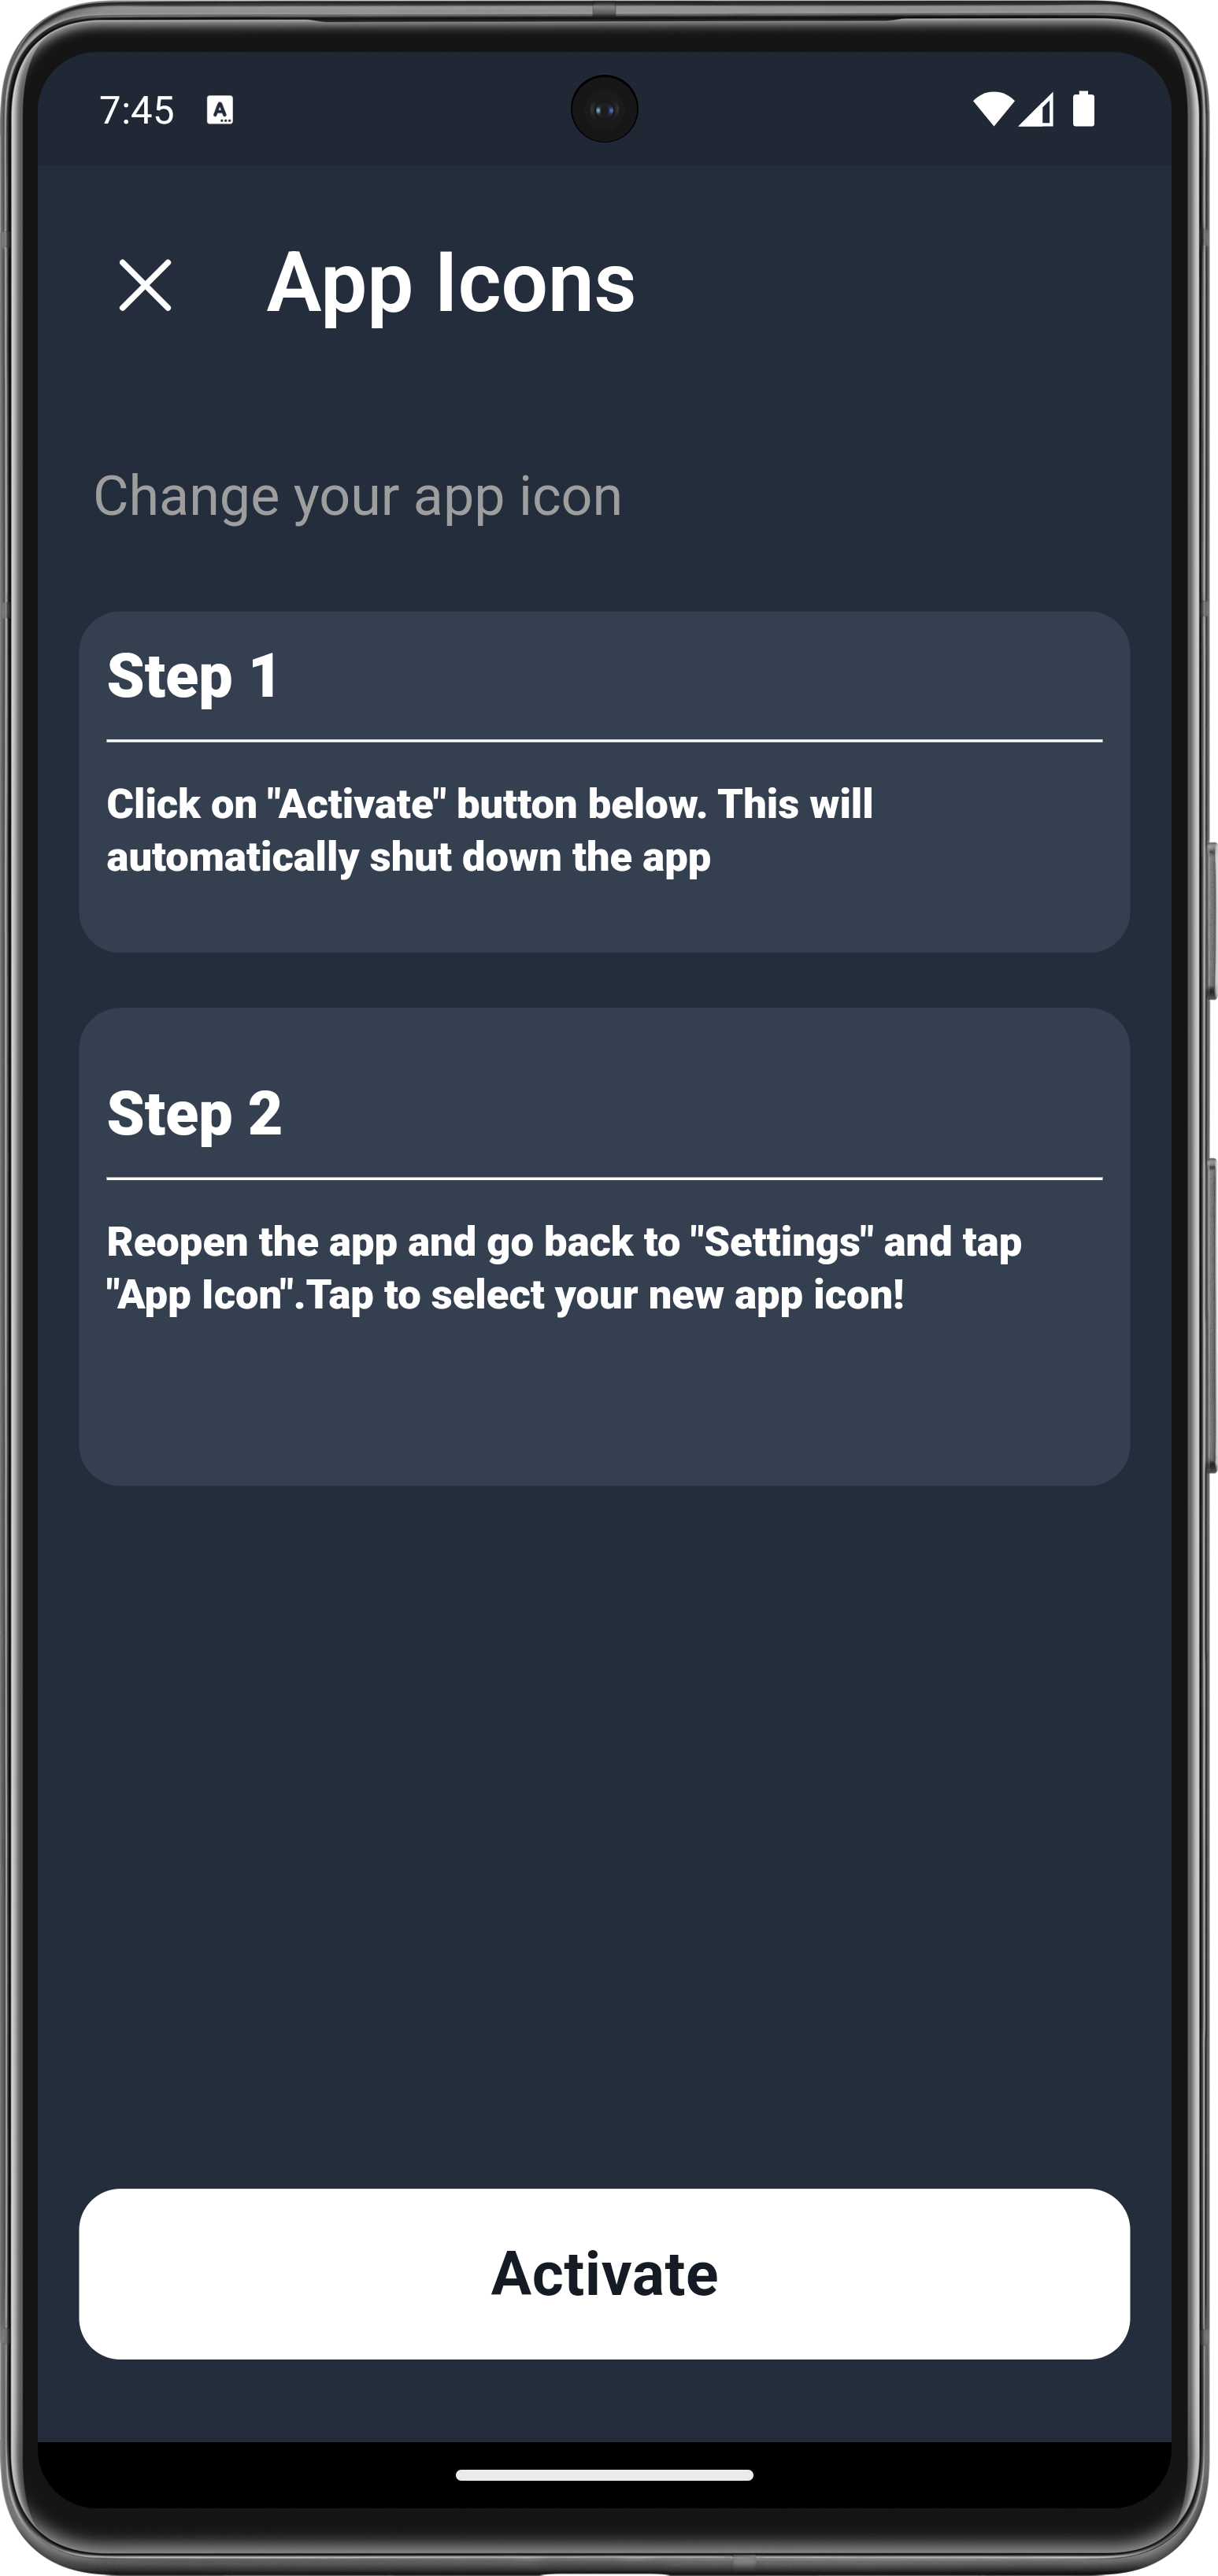 7:45
App Icons
Change your app icon
Step 1
Click on "Activate" button below. This will
automatically shut down the app
Step 2
Reopen the app and go back to "Settings" and tap
"App Icon".Tap to select your new app icon!
Activate